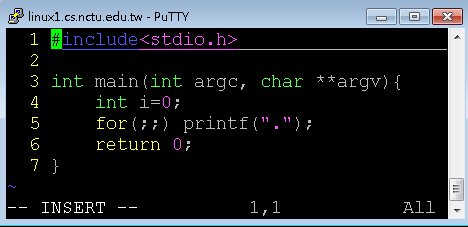 linux1.cs.nctu.edu.tw - PuTTY
1 #include<stdio.h>
2
3 int main(int argc, char **argv){
4     int i=0;
5     for(;;) printf(".");
6     return 0;
7 }
~
-- INSERT --          1,1          All